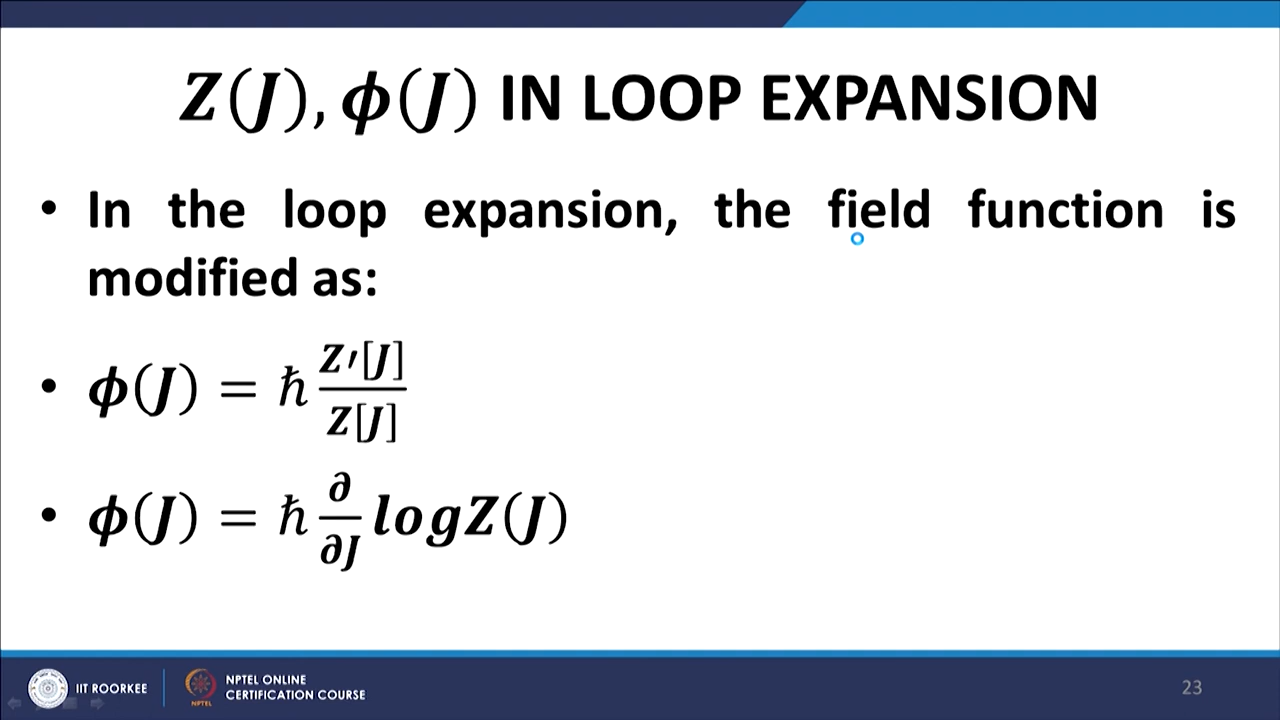 Z(J), ϕ(J) IN LOOP EXPANSION
• In the loop expansion, the field function is
modified as:
• ϕ(J) = ℏ Z′[J] / Z[J]
• ϕ(J) = ℏ ∂/∂J logZ(J)
IIT ROORKEE
NPTEL
NPTEL ONLINE
CERTIFICATION COURSE
23